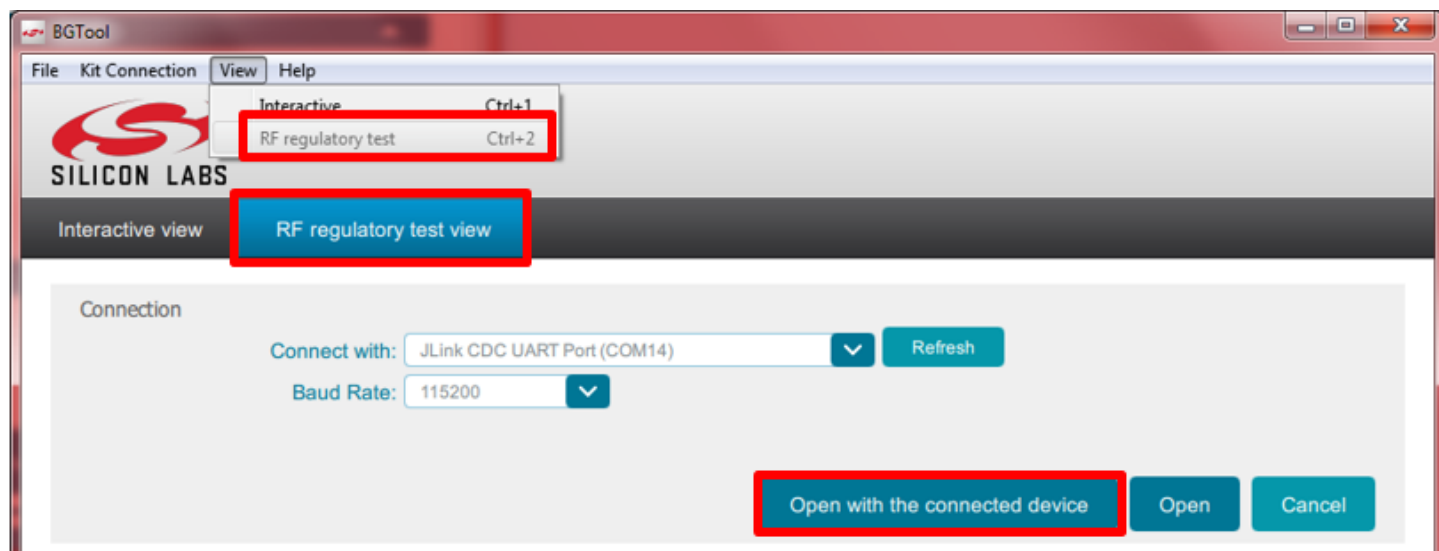 BGTool
File Kit Connection View Help
Interactive Ctrl+1
RF regulatory test Ctrl+2
SILICON LABS
Interactive view RF regulatory test view
Connection
Connect with: JLink CDC UART Port (COM14) Refresh
Baud Rate: 115200
Open with the connected device Open Cancel